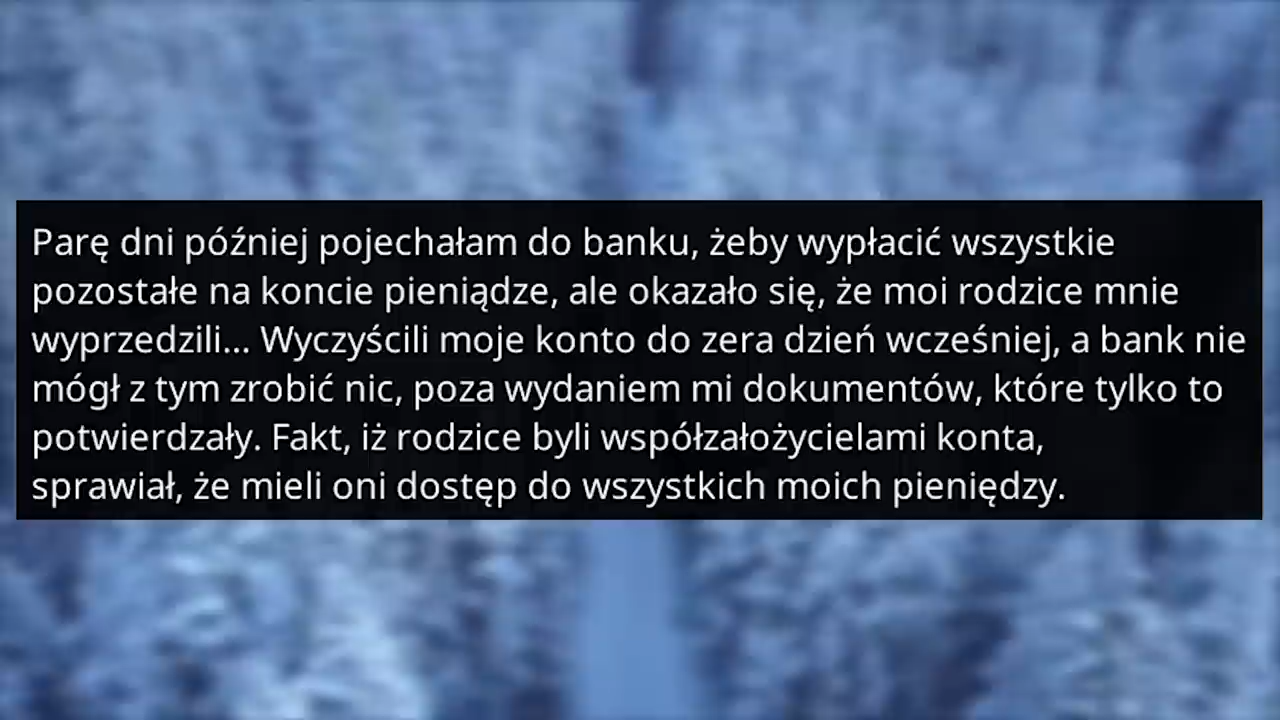 Parę dni później pojechałam do banku, żeby wypłacić wszystkie
pozostałe na koncie pieniądze, ale okazało się, że moi rodzice mnie
wyprzedzili... Wyczyścili moje konto do zera dzień wcześniej, a bank nie
mógł z tym zrobić nic, poza wydaniem mi dokumentów, które tylko to
potwierdzały. Fakt, iż rodzice byli współzałożycielami konta,
sprawiał, że mieli oni dostęp do wszystkich moich pieniędzy.